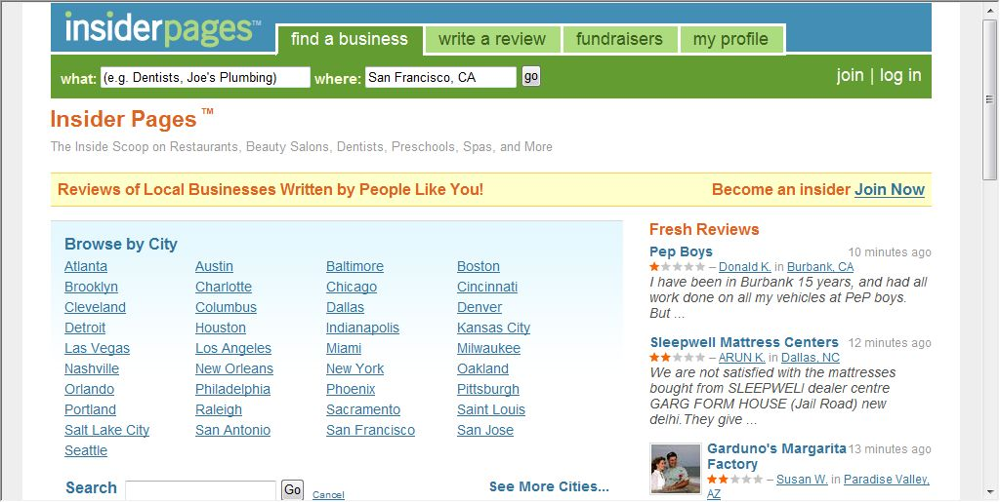 insiderpages™
find a business write a review fundraisers my profile
what: (e.g. Dentists, Joe's Plumbing) where: San Francisco, CA go join | log in
Insider Pages ™
The Inside Scoop on Restaurants, Beauty Salons, Dentists, Preschools, Spas, and More
Reviews of Local Businesses Written by People Like You! Become an insider Join Now
Browse by City
Atlanta Austin Baltimore Boston
Brooklyn Charlotte Chicago Cincinnati
Cleveland Columbus Dallas Denver
Detroit Houston Indianapolis Kansas City
Las Vegas Los Angeles Miami Milwaukee
Nashville New Orleans New York Oakland
Orlando Philadelphia Phoenix Pittsburgh
Portland Raleigh Sacramento Saint Louis
Salt Lake City San Antonio San Francisco San Jose
Seattle
Search Go Cancel See More Cities...
Fresh Reviews
Pep Boys 10 minutes ago
– Donald K. in Burbank, CA
I have been in Burbank 15 years, and had all
work done on all my vehicles at PeP boys.
But ...
Sleepwell Mattress Centers 12 minutes ago
– ARUN K. in Dallas, NC
We are not satisfied with the mattresses
bought from SLEEPWELl dealer centre
GARG FORM HOUSE (Jail Road) new
delhi.They give ...
Garduno's Margarita 13 minutes ago
Factory
– Susan W. in Paradise Valley,
AZ